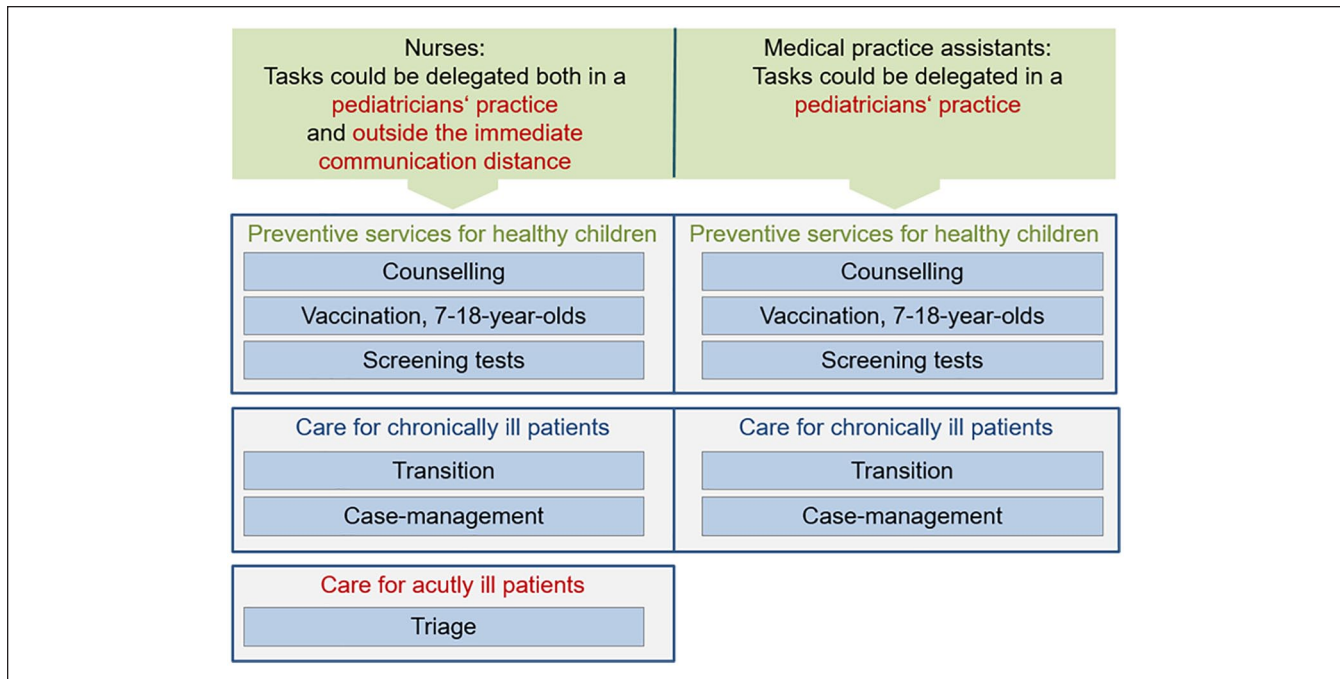 Nurses:
Tasks could be delegated both in a
pediatricians‘ practice
and outside the immediate
communication distance
Medical practice assistants:
Tasks could be delegated in a
pediatricians‘ practice
Preventive services for healthy children
Counselling
Vaccination, 7-18-year-olds
Screening tests
Preventive services for healthy children
Counselling
Vaccination, 7-18-year-olds
Screening tests
Care for chronically ill patients
Transition
Case-management
Care for chronically ill patients
Transition
Case-management
Care for acutly ill patients
Triage